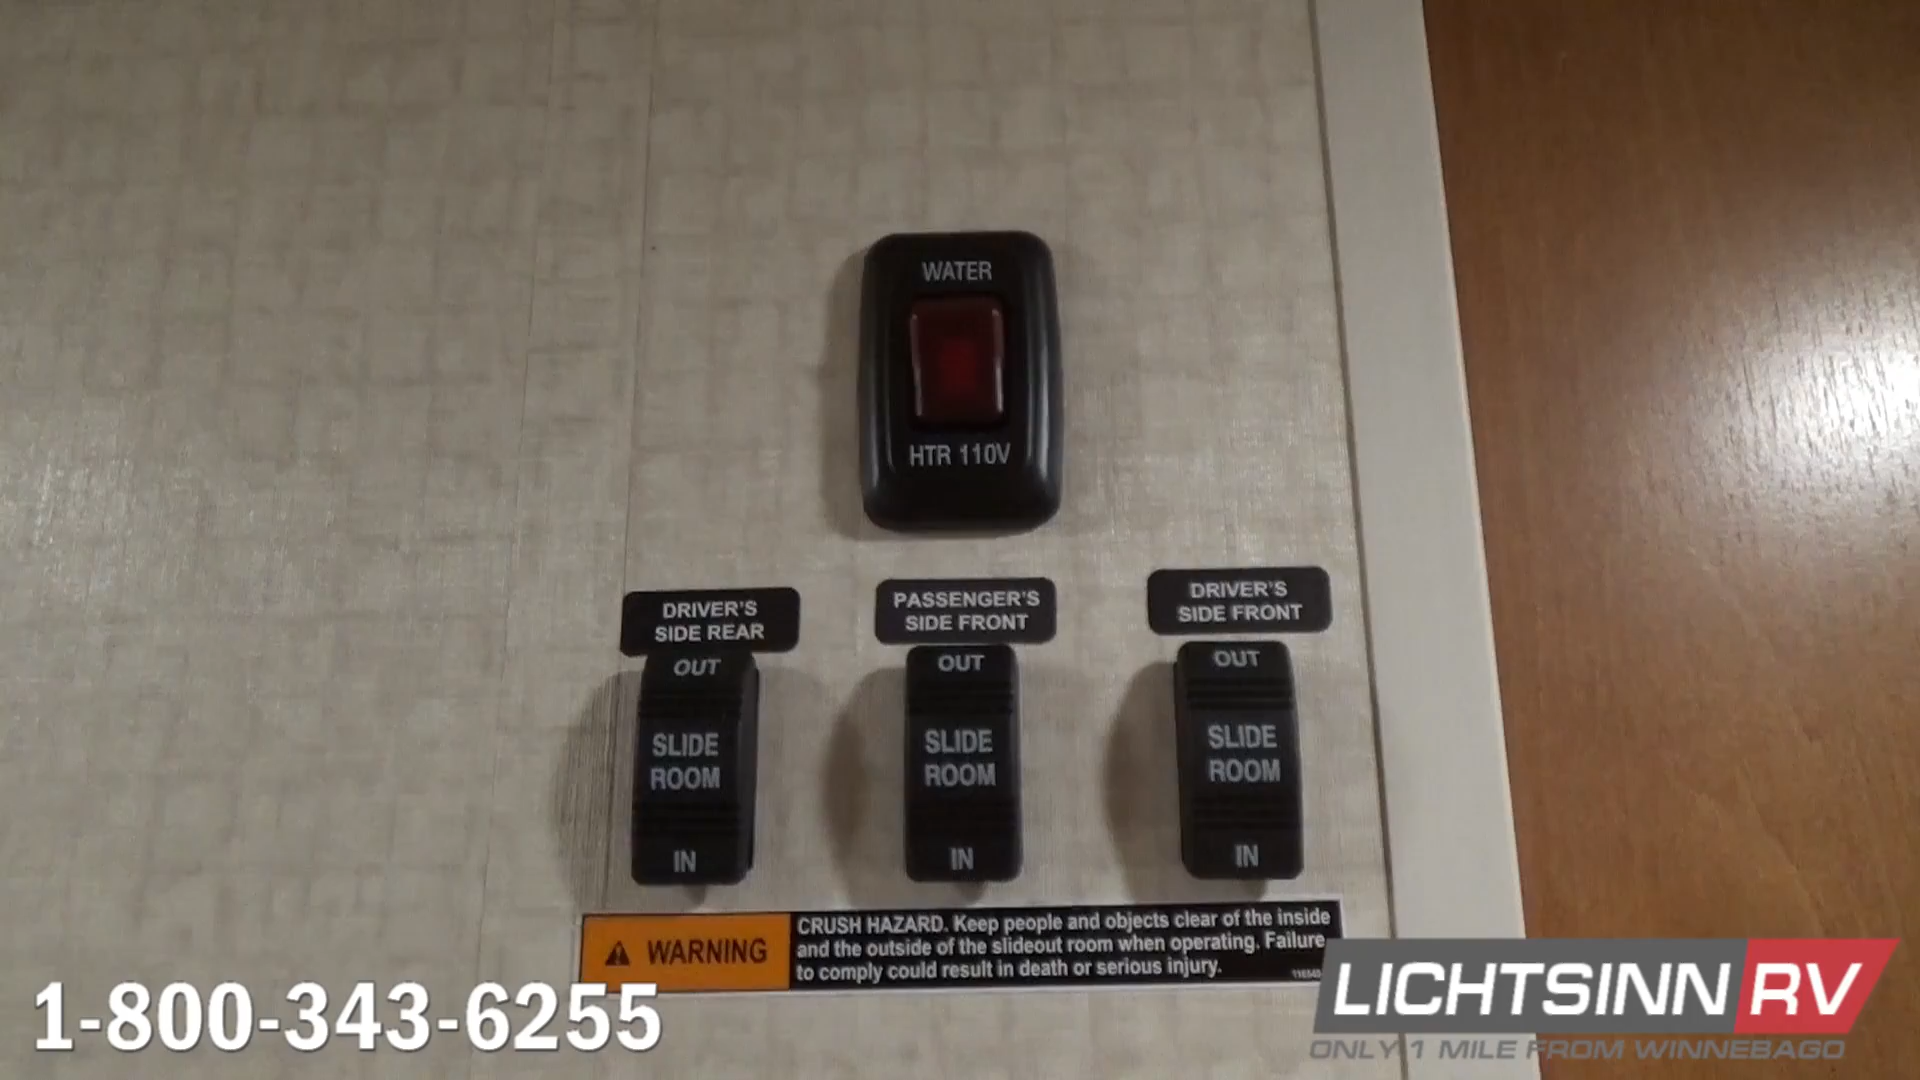 WATER
HTR 110V
DRIVER'S
SIDE REAR
OUT
SLIDE
ROOM
IN
PASSENGER'S
SIDE FRONT
OUT
SLIDE
ROOM
IN
DRIVER'S
SIDE FRONT
OUT
SLIDE
ROOM
IN
WARNING
CRUSH HAZARD. Keep people and objects clear of the inside
and the outside of the slideout room when operating. Failure
to comply could result in death or serious injury.
1-800-343-6255
LICHTSINN RV
ONLY 1 MILE FROM WINNEBAGO